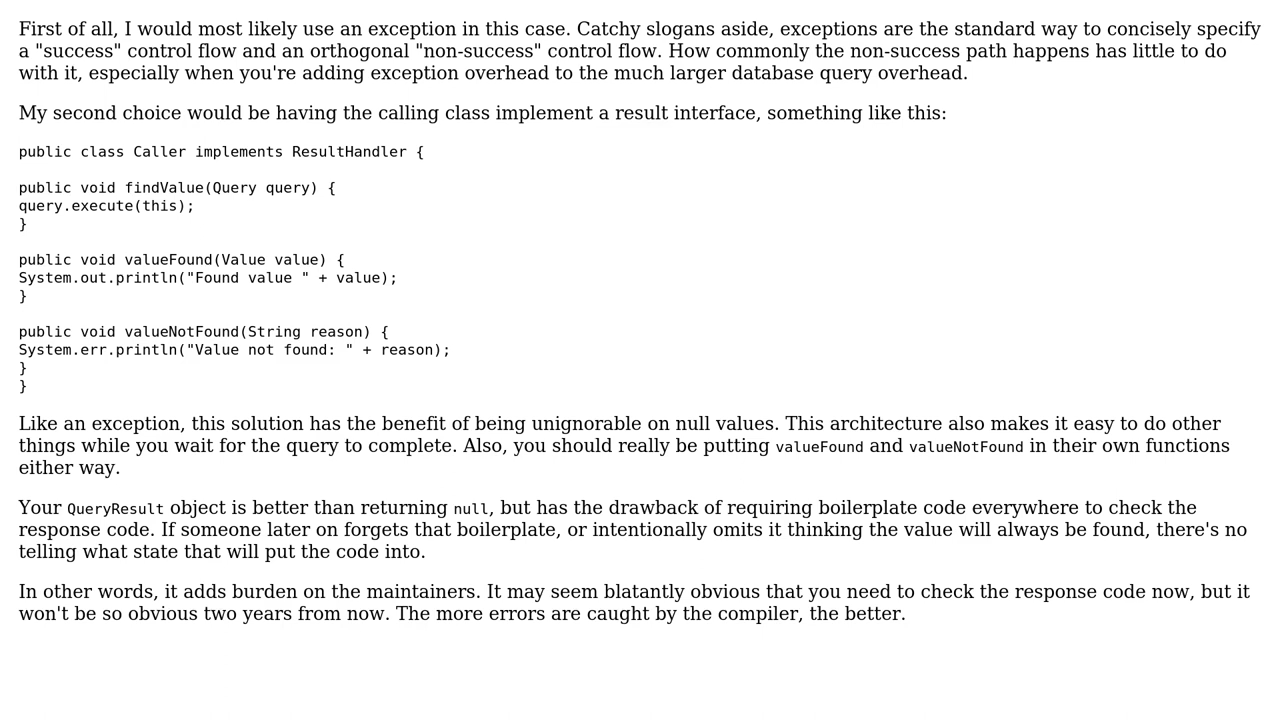 First of all, I would most likely use an exception in this case. Catchy slogans aside, exceptions are the standard way to concisely specify
a "success" control flow and an orthogonal "non-success" control flow. How commonly the non-success path happens has little to do
with it, especially when you're adding exception overhead to the much larger database query overhead.
My second choice would be having the calling class implement a result interface, something like this:
public class Caller implements ResultHandler {
public void findValue(Query query) {
query.execute(this);
}
public void valueFound(Value value) {
System.out.println("Found value " + value);
}
public void valueNotFound(String reason) {
System.err.println("Value not found: " + reason);
}
}
Like an exception, this solution has the benefit of being unignorable on null values. This architecture also makes it easy to do other
things while you wait for the query to complete. Also, you should really be putting valueFound and valueNotFound in their own functions
either way.
Your QueryResult object is better than returning null, but has the drawback of requiring boilerplate code everywhere to check the
response code. If someone later on forgets that boilerplate, or intentionally omits it thinking the value will always be found, there's no
telling what state that will put the code into.
In other words, it adds burden on the maintainers. It may seem blatantly obvious that you need to check the response code now, but it
won't be so obvious two years from now. The more errors are caught by the compiler, the better.